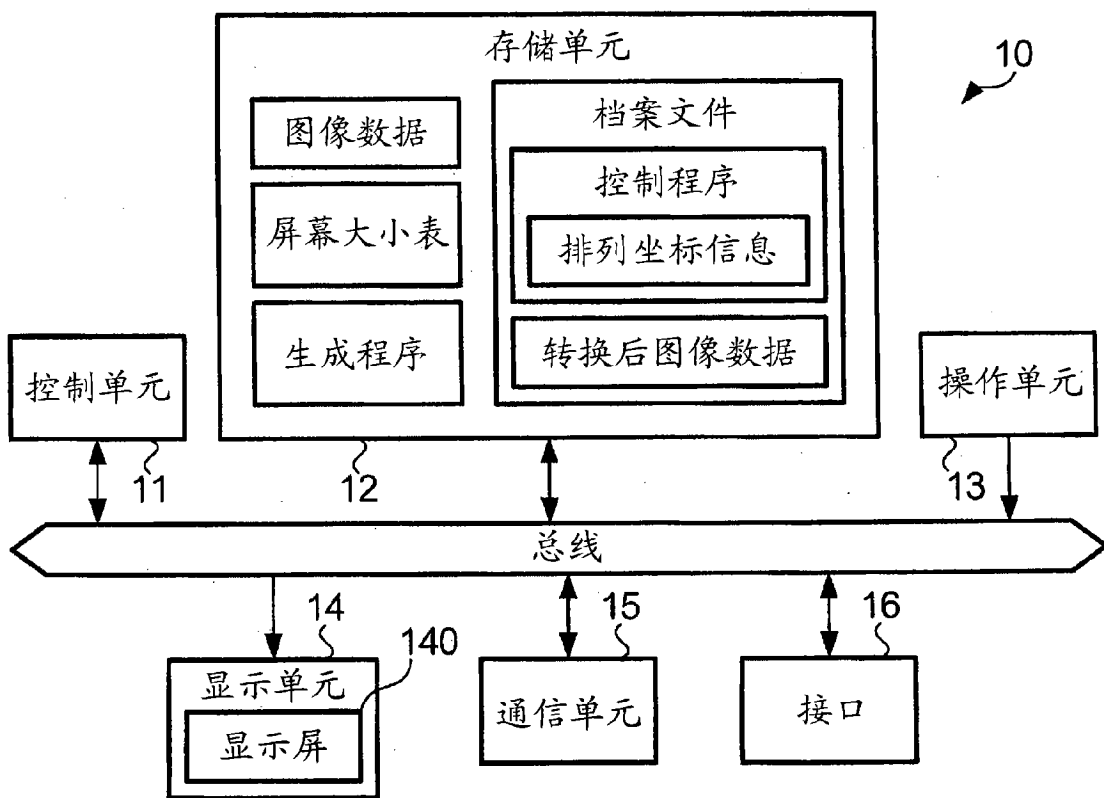 存储单元
10
图像数据
屏幕大小表
生成程序
档案文件
控制程序
排列坐标信息
转换后图像数据
控制单元
操作单元
11
12
13
总线
14
140
15
16
显示单元
显示屏
通信单元
接口